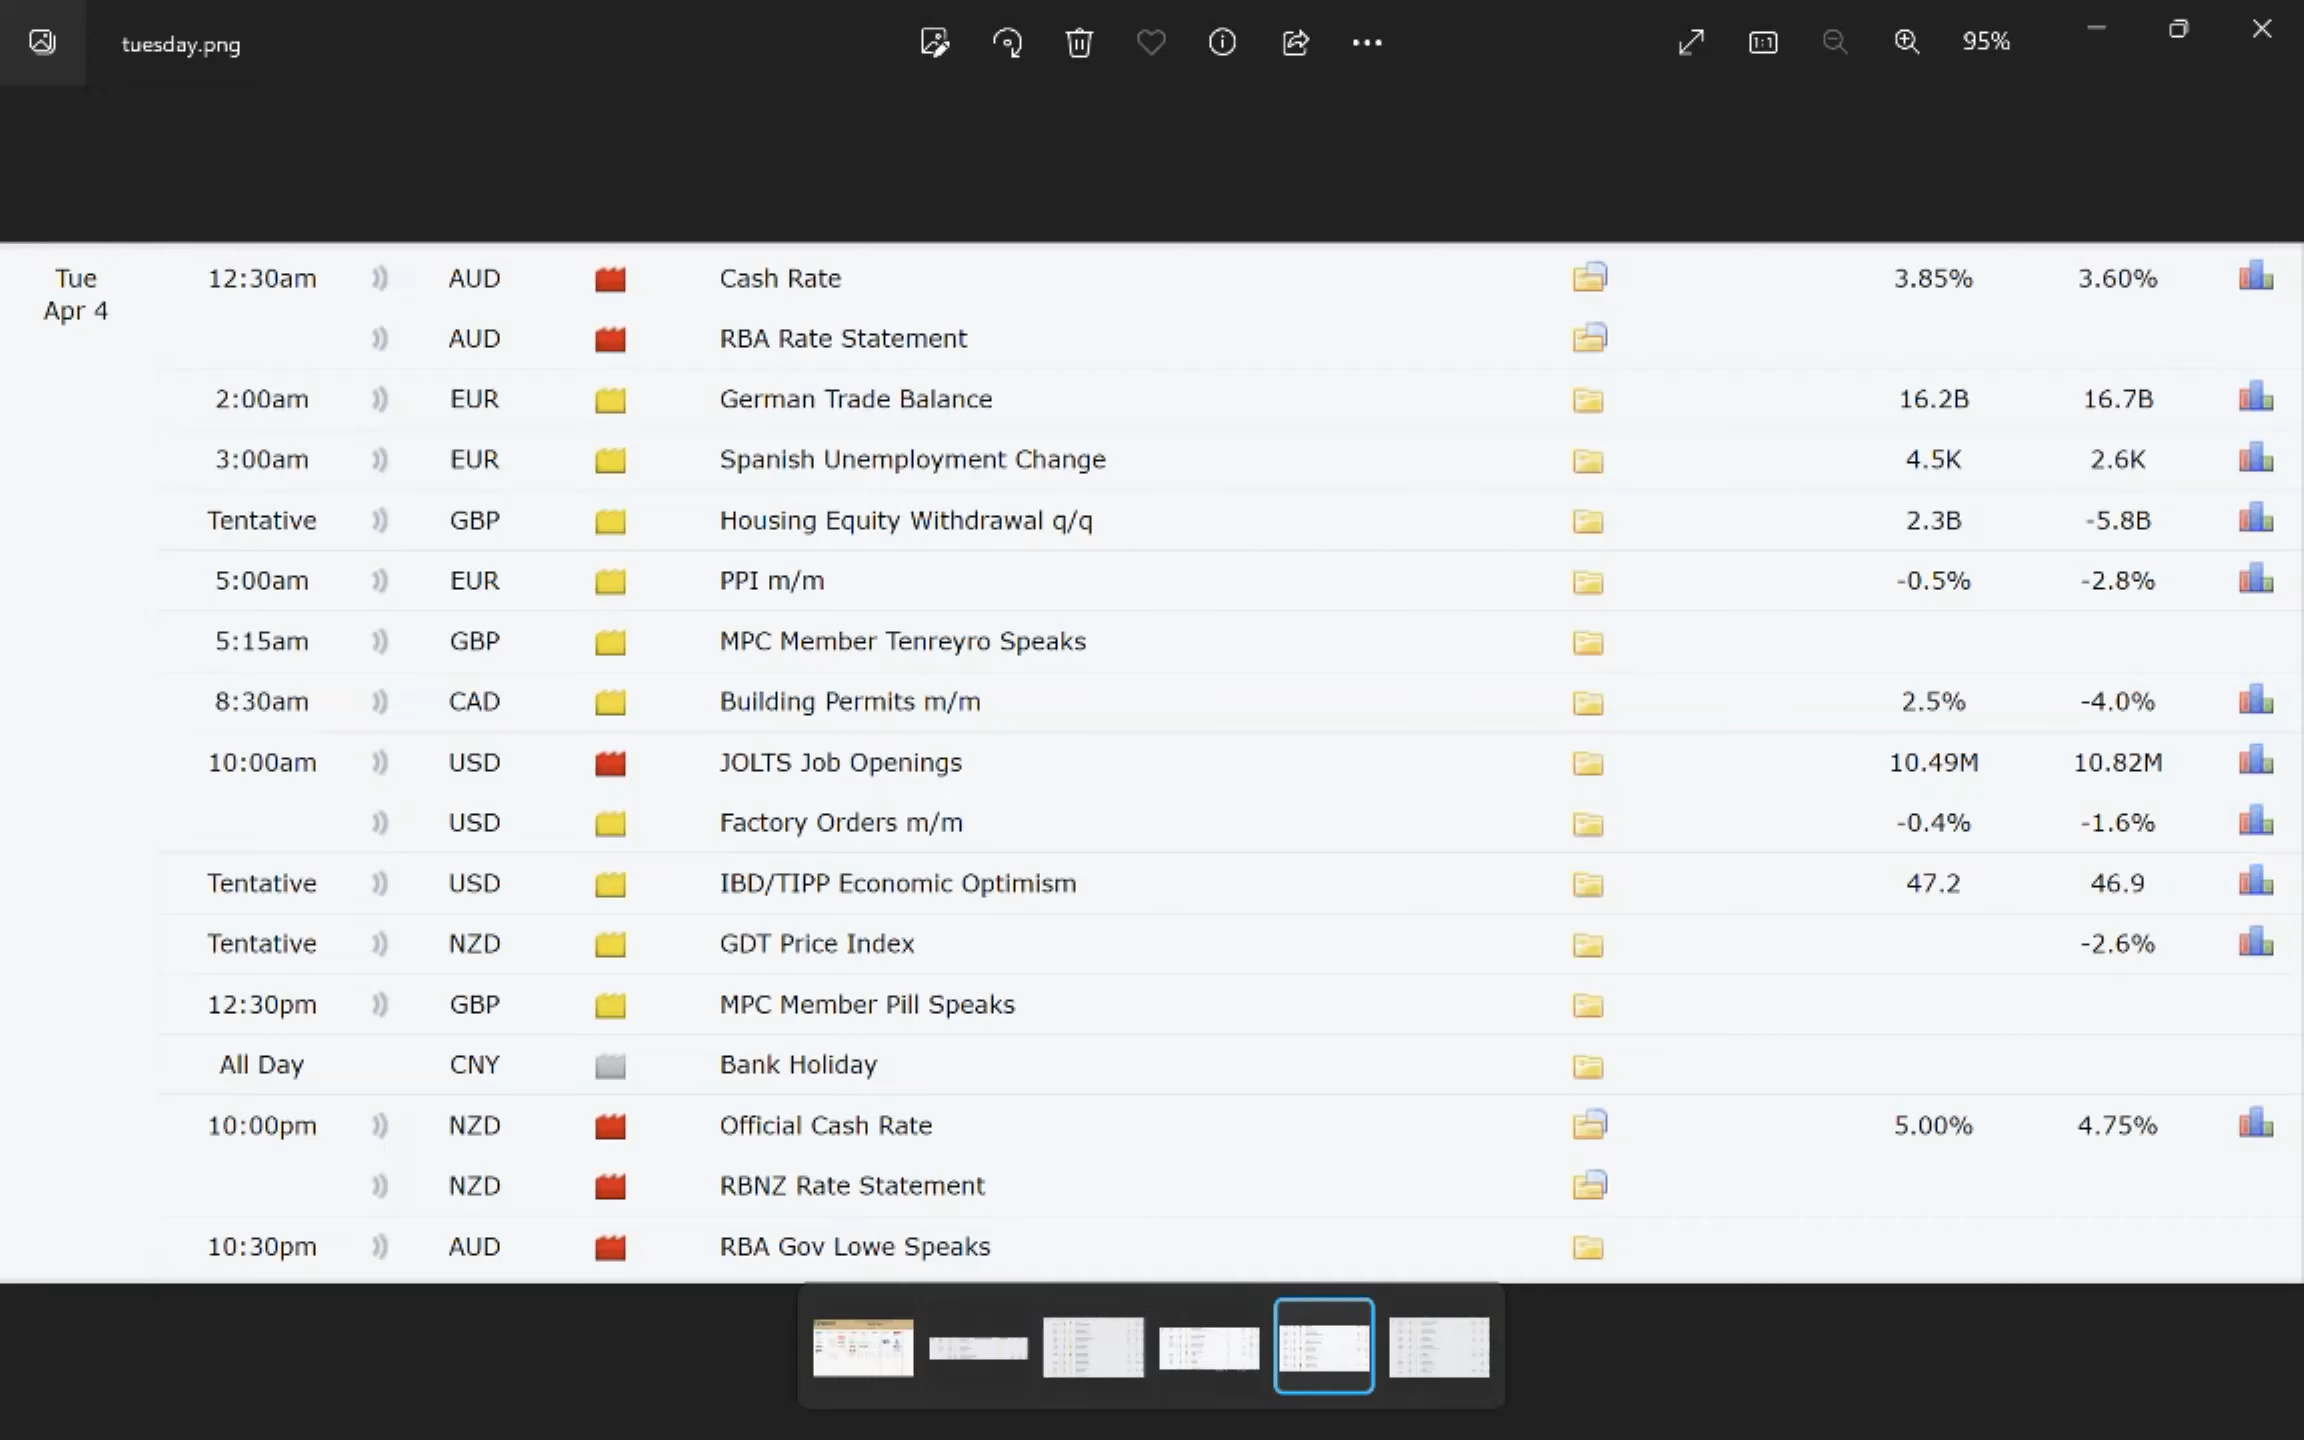 tuesday.png
95%
Tue 12:30am AUD Cash Rate 3.85% 3.60%
Apr 4
AUD RBA Rate Statement
2:00am EUR German Trade Balance 16.2B 16.7B
3:00am EUR Spanish Unemployment Change 4.5K 2.6K
Tentative GBP Housing Equity Withdrawal q/q 2.3B -5.8B
5:00am EUR PPI m/m -0.5% -2.8%
5:15am GBP MPC Member Tenreyro Speaks
8:30am CAD Building Permits m/m 2.5% -4.0%
10:00am USD JOLTS Job Openings 10.49M 10.82M
USD Factory Orders m/m -0.4% -1.6%
Tentative USD IBD/TIPP Economic Optimism 47.2 46.9
Tentative NZD GDT Price Index -2.6%
12:30pm GBP MPC Member Pill Speaks
All Day CNY Bank Holiday
10:00pm NZD Official Cash Rate 5.00% 4.75%
NZD RBNZ Rate Statement
10:30pm AUD RBA Gov Lowe Speaks